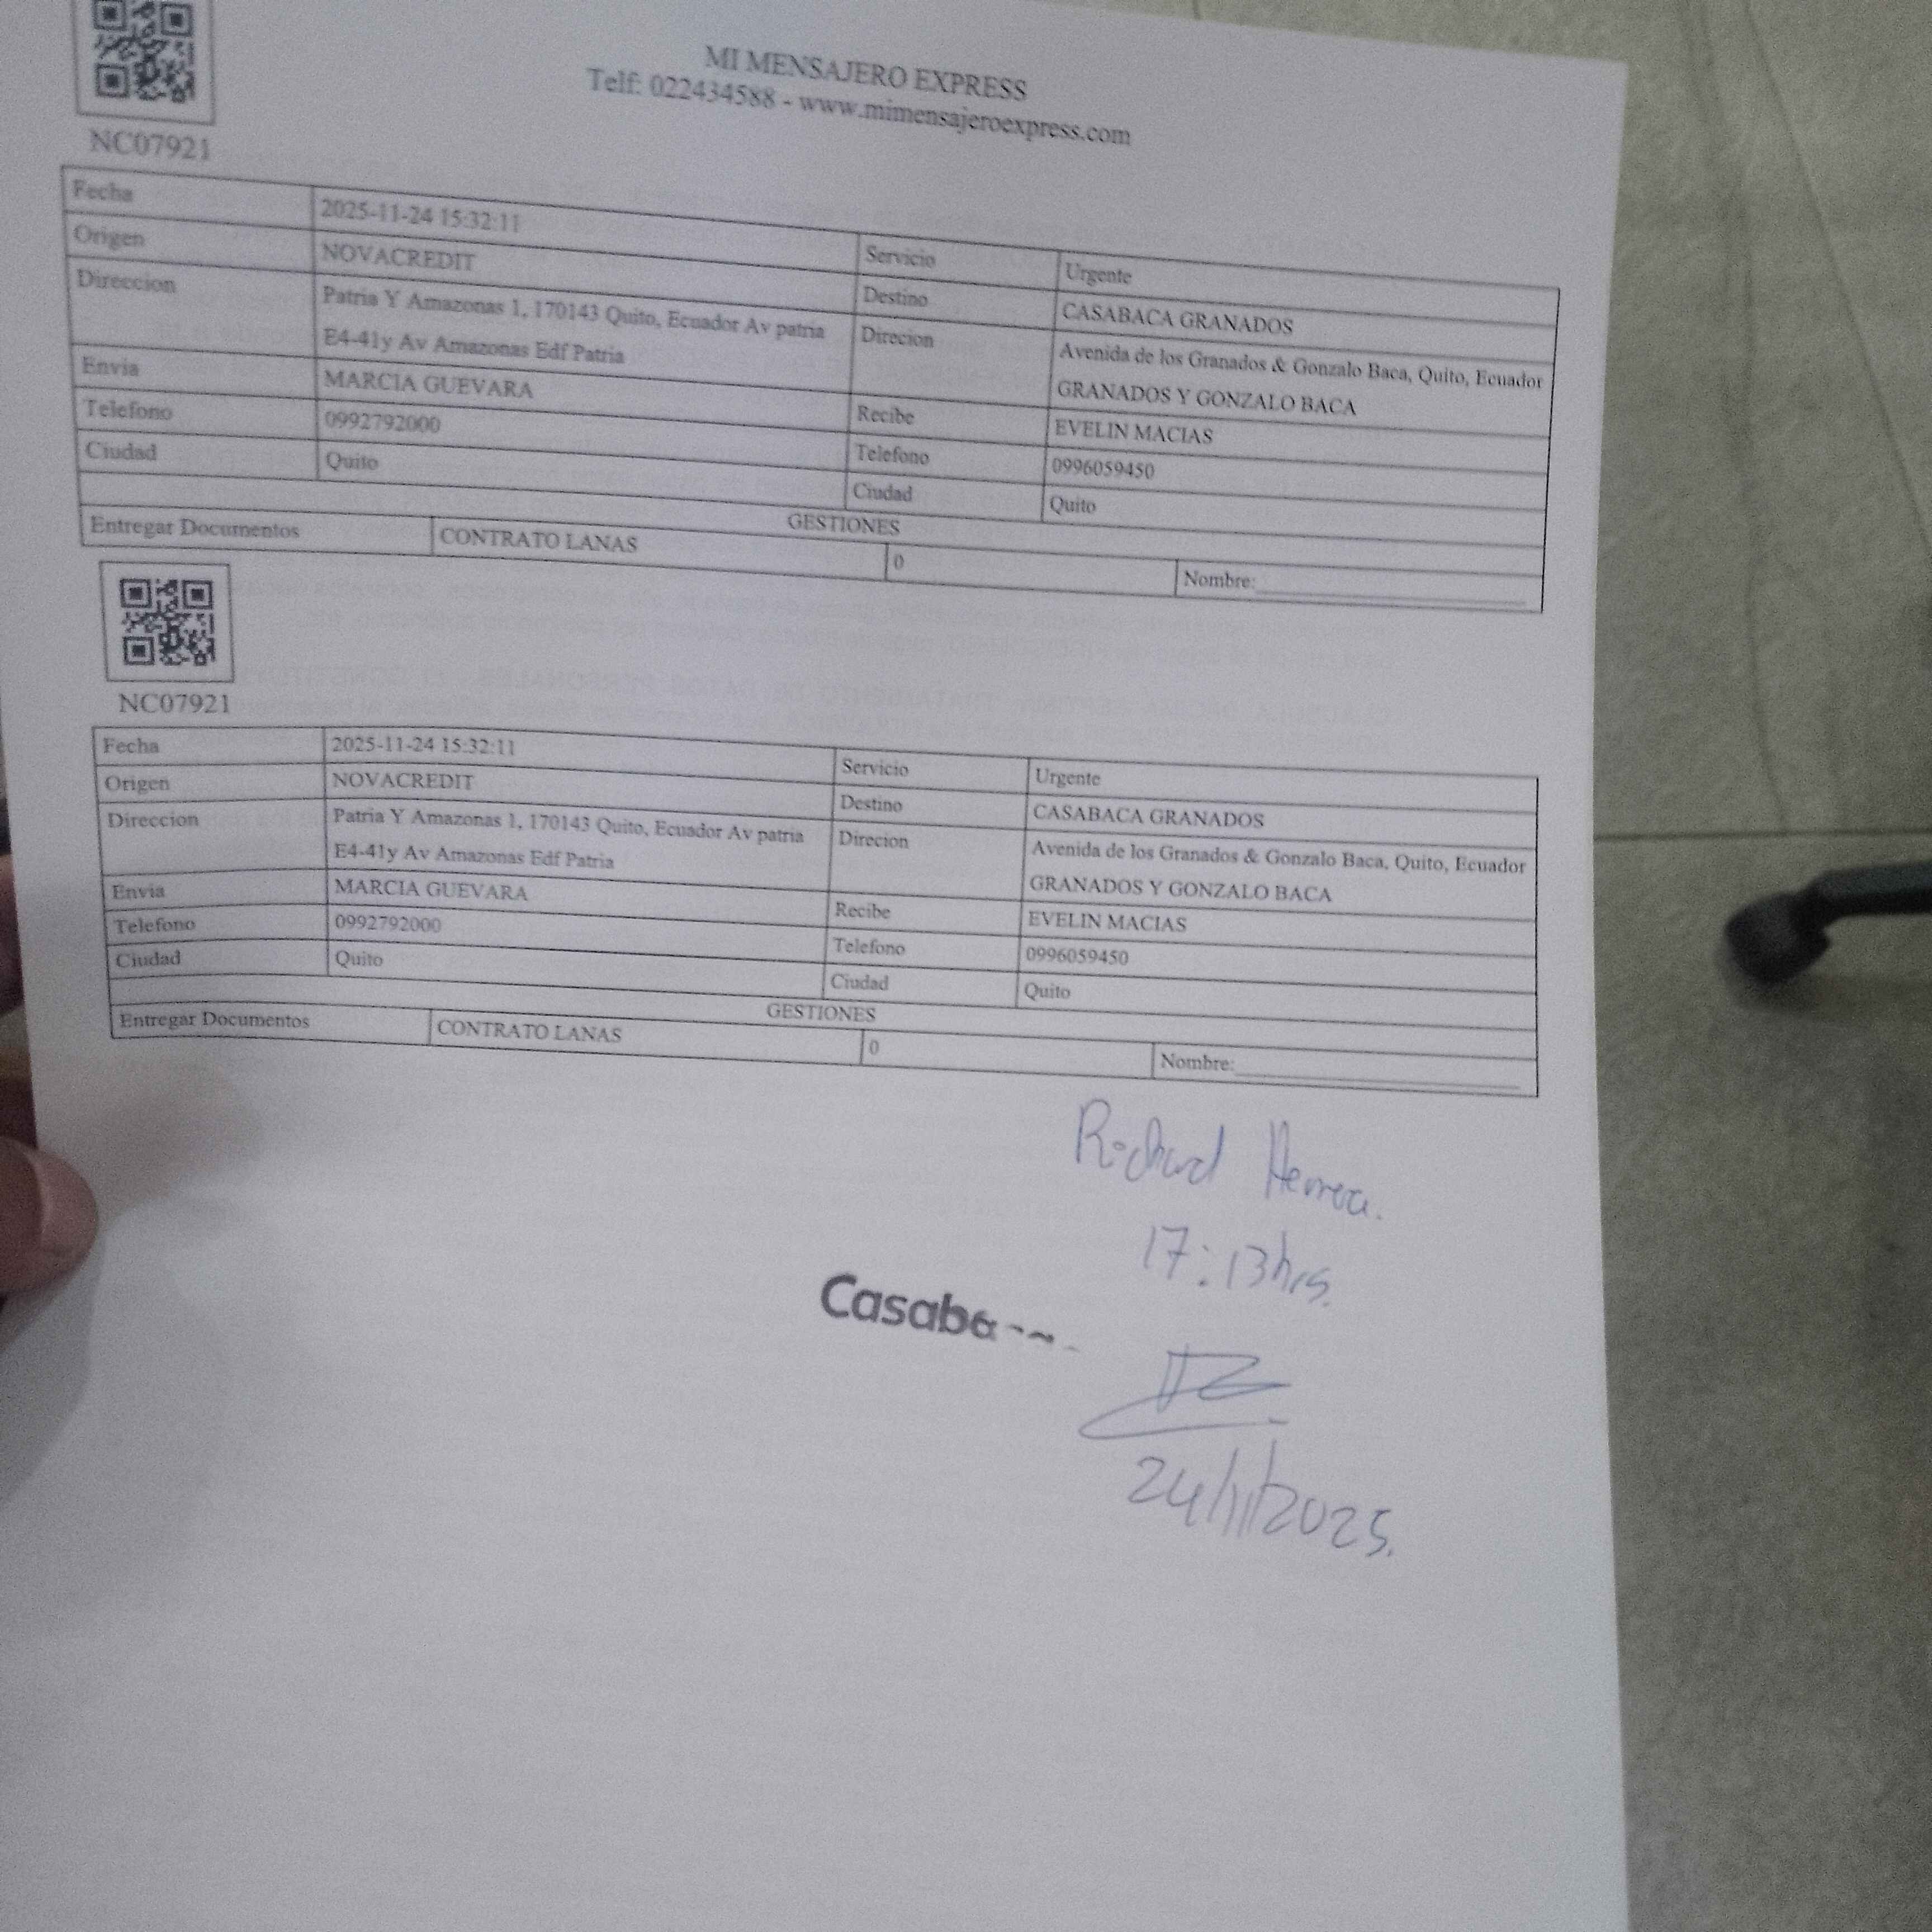 MI MENSAJERO EXPRESS
Telf: 022434588 - www.mimensajeroexpress.com
NC07921
Fecha 2025-11-24 15:32:11 Servicio Urgente
Origen NOVACREDIT Destino CASABACA GRANADOS
Direccion Patria Y Amazonas 1, 170143 Quito, Ecuador Av patria Direcion Avenida de los Granados & Gonzalo Baca, Quito, Ecuador
E4-41y Av Amazonas Edf Patria GRANADOS Y GONZALO BACA
Envia MARCIA GUEVARA Recibe EVELIN MACIAS
Telefono 0992792000 Telefono 0996059450
Ciudad Quito Ciudad Quito
GESTIONES
Entregar Documentos CONTRATO LANAS 0 Nombre:
NC07921
Fecha 2025-11-24 15:32:11 Servicio Urgente
Origen NOVACREDIT Destino CASABACA GRANADOS
Direccion Patria Y Amazonas 1, 170143 Quito, Ecuador Av patria Direcion Avenida de los Granados & Gonzalo Baca, Quito, Ecuador
E4-41y Av Amazonas Edf Patria GRANADOS Y GONZALO BACA
Envia MARCIA GUEVARA Recibe EVELIN MACIAS
Telefono 0992792000 Telefono 0996059450
Ciudad Quito Ciudad Quito
GESTIONES
Entregar Documentos CONTRATO LANAS 0 Nombre:
Richard Herrera.
17:13hrs.
Casaba
24/11/2025.